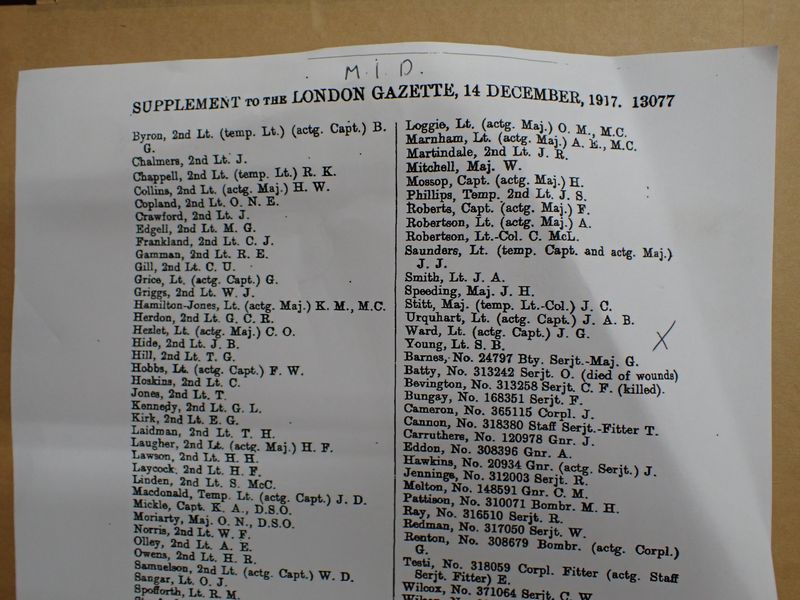 M.I.D.
SUPPLEMENT TO THE LONDON GAZETTE, 14 DECEMBER, 1917. 13077
Byron, 2nd Lt. (temp. Lt.) (actg. Capt.) B.
G.
Chalmers, 2nd Lt. J.
Chappell, 2nd Lt. (temp. Lt.) R. K.
Collins, 2nd Lt. (actg. Maj.) H. W.
Copland, 2nd Lt. O. N. E.
Crawford, 2nd Lt. J.
Edgell, 2nd Lt. M. G.
Frankland, 2nd Lt. C. J.
Gamman, 2nd Lt. R. E.
Gill, 2nd Lt. C. U.
Grice, Lt. (actg. Capt.) G.
Griggs, 2nd Lt. W. J.
Hamilton-Jones, Lt. (actg. Maj.) K. M., M.C.
Herdon, 2nd Lt. G. C. R.
Hezlet, Lt. (actg. Maj.) C. O.
Hide, 2nd Lt. J. B.
Hill, 2nd Lt. T. G.
Hobbs, Lt. (actg. Capt.) F. W.
Hoskins, 2nd Lt. C.
Jones, 2nd Lt. T.
Kennedy, 2nd Lt. G. L.
Kirk, 2nd Lt. E. G.
Laidman, 2nd Lt. T. H.
Laugher, 2nd Lt. (actg. Maj.) H. F.
Lawson, 2nd Lt. H. H.
Laycock, 2nd Lt. H. F.
Linden, 2nd Lt. S. McC.
Macdonald, Temp. Lt. (actg. Capt.) J. D.
Mickle, Capt. K. A., D.S.O.
Moriarty, Maj. O. N., D.S.O.
Norris, 2nd Lt. W. F.
Olley, 2nd Lt. A. E.
Owens, 2nd Lt. H. R.
Samuelson, 2nd Lt. (actg. Capt.) W. D.
Sangar, Lt. O. J.
Spofforth, Lt. R. M.
Loggie, Lt. (actg. Maj.) O. M., M.C.
Marnham, Lt. (actg. Maj.) A. E., M.C.
Martindale, 2nd Lt. J. R.
Mitchell, Maj. W.
Mossop, Capt. (actg. Maj.) H.
Phillips, Temp. 2nd Lt. J. S.
Roberts, Capt. (actg. Maj.) F.
Robertson, Lt. (actg. Maj.) A.
Robertson, Lt.-Col. C. McL.
Saunders, Lt. (temp. Capt. and actg. Maj.)
J. J.
Smith, Lt. J. A.
Speeding, Maj. J. H.
Stitt, Maj. (temp. Lt.-Col.) J. C.
Urquhart, Lt. (actg. Capt.) J. A. B.
Ward, Lt. (actg. Capt.) J. G. X
Young, Lt. S. B.
Barnes, No. 24797 Bty. Serjt.-Maj. G.
Batty, No. 313242 Serjt. O. (died of wounds)
Bevington, No. 313258 Serjt. C. F. (killed).
Bungay, No. 168351 Serjt. F.
Cameron, No. 365115 Corpl. J.
Cannon, No. 318380 Staff Serjt.-Fitter T.
Carruthers, No. 120978 Gnr. J.
Eddon, No. 308396 Gnr. A.
Hawkins, No. 20934 Gnr. (actg. Serjt.) J.
Jennings, No. 312003 Serjt. R.
Melton, No. 148591 Gnr. C. M.
Pattison, No. 310071 Bombr. M. H.
Ray, No. 316510 Serjt. R.
Redman, No. 317050 Serjt. W.
Renton, No. 308679 Bombr. (actg. Corpl.)
G.
Testi, No. 318059 Corpl. Fitter (actg. Staff
Serjt. Fitter) E.
Wilcox, No. 371064 Serjt. C. W.